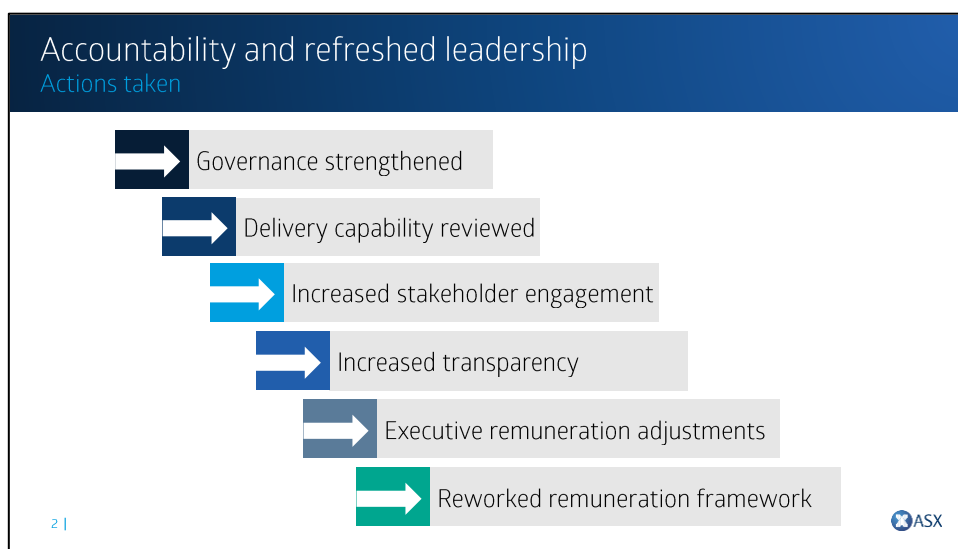 Accountability and refreshed leadership
Actions taken
Governance strengthened
Delivery capability reviewed
Increased stakeholder engagement
Increased transparency
Executive remuneration adjustments
Reworked remuneration framework
2 |
ASX